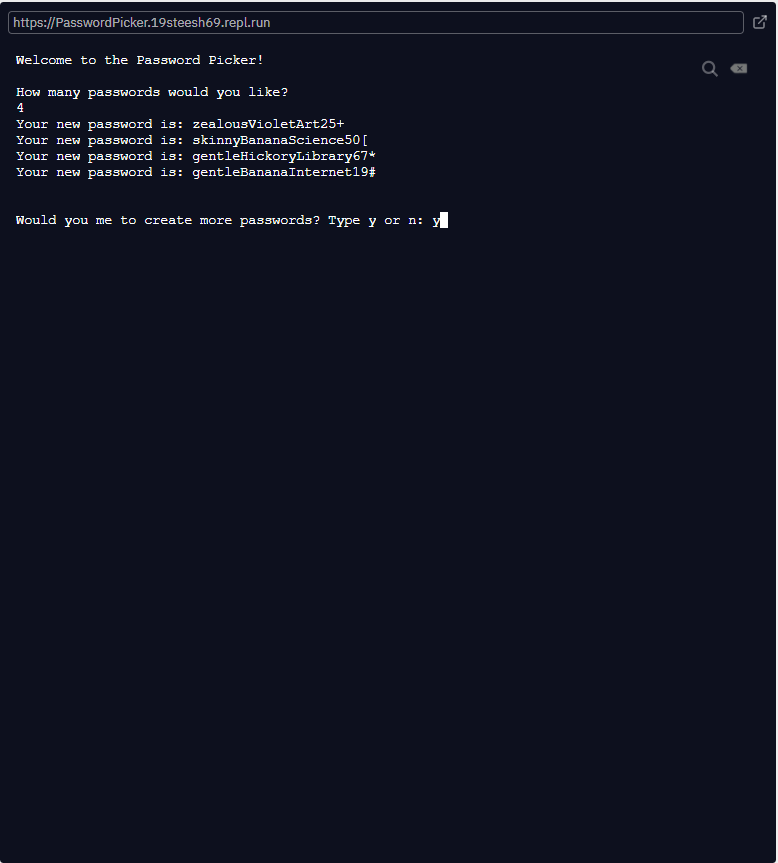 https://PasswordPicker.19steesh69.repl.run
Welcome to the Password Picker!
How many passwords would you like?
4
Your new password is: zealousVioletArt25+
Your new password is: skinnyBananaScience50[
Your new password is: gentleHickoryLibrary67*
Your new password is: gentleBananaInternet19#
Would you me to create more passwords? Type y or n: y